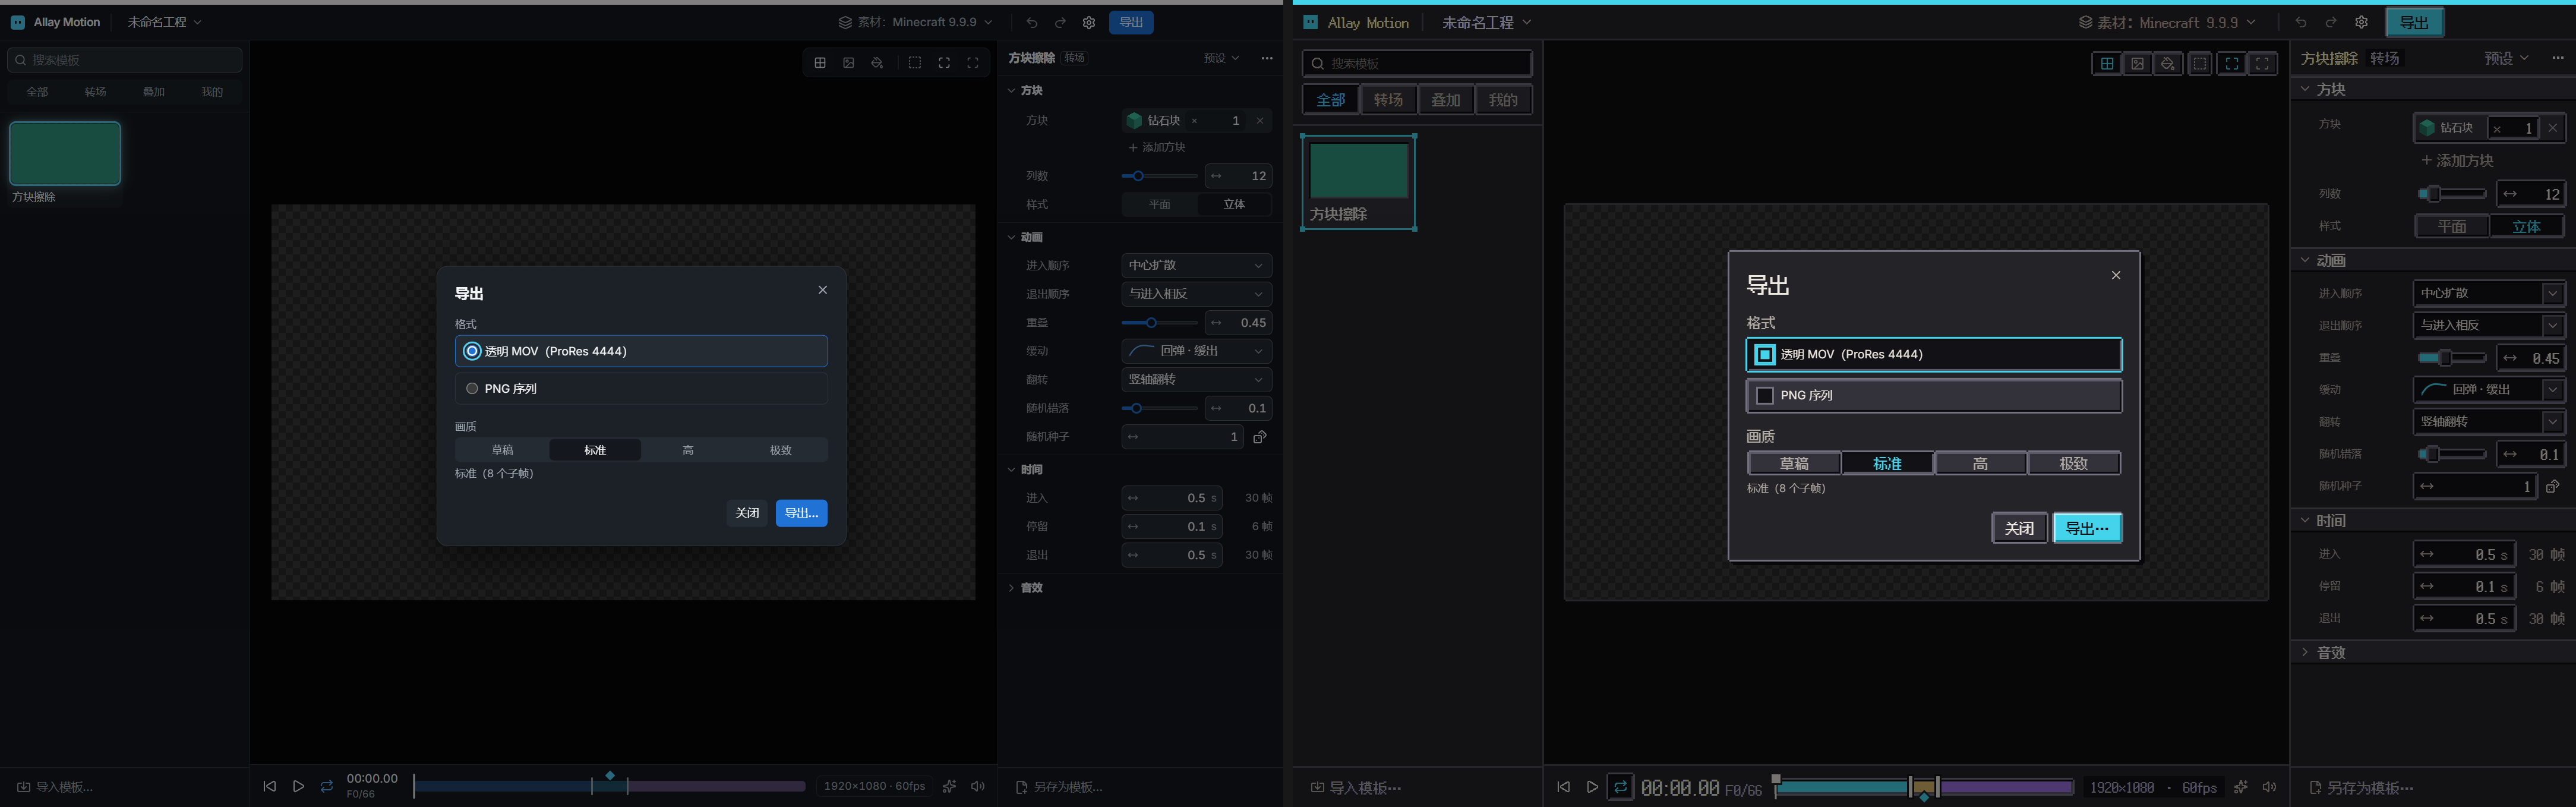 Allay Motion
未命名工程
素材：Minecraft 9.9.9
导出
搜索模板
全部 转场 叠加 我的
方块擦除
导入模板...
导出
格式
透明 MOV（ProRes 4444）
PNG 序列
画质
草稿 标准 高 极致
标准（8 个子帧）
关闭 导出...
00:00.00
F0/66
1920×1080 · 60fps
方块擦除 转场 预设
方块
方块 钻石块 × 1
+ 添加方块
列数 12
样式 平面 立体
动画
进入顺序 中心扩散
退出顺序 与进入相反
重叠 0.45
缓动 回弹 · 缓出
翻转 竖轴翻转
随机错落 0.1
随机种子 1
时间
进入 0.5 s 30 帧
停留 0.1 s 6 帧
退出 0.5 s 30 帧
音效
另存为模板...
Allay Motion
未命名工程
素材：Minecraft 9.9.9
导出
搜索模板
全部 转场 叠加 我的
方块擦除
导入模板···
导出
格式
透明 MOV（ProRes 4444）
PNG 序列
画质
草稿 标准 高 极致
标准（8 个子帧）
关闭 导出···
00:00.00 F0/66
1920×1080 · 60fps
方块擦除 转场 预设
方块
方块 钻石块 × 1
+ 添加方块
列数 12
样式 平面 立体
动画
进入顺序 中心扩散
退出顺序 与进入相反
重叠 0.45
缓动 回弹 · 缓出
翻转 竖轴翻转
随机错落 0.1
随机种子 1
时间
进入 0.5 s 30 帧
停留 0.1 s 6 帧
退出 0.5 s 30 帧
音效
另存为模板···